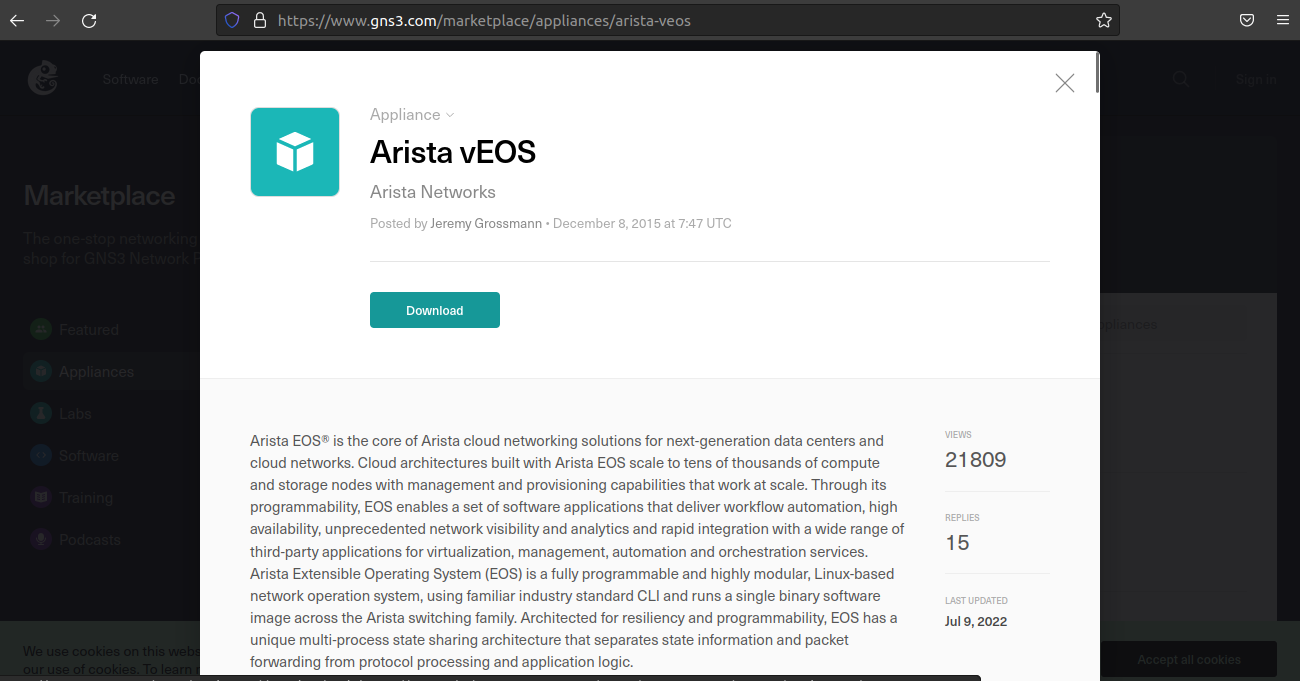 https://www.gns3.com/marketplace/appliances/arista-veos
Software
Sign in
Marketplace
The one-stop networking
shop for GNS3 Network
Featured
Appliances
Labs
Software
Training
Podcasts
Appliance
Arista vEOS
Arista Networks
Posted by Jeremy Grossmann • December 8, 2015 at 7:47 UTC
Download
Arista EOS® is the core of Arista cloud networking solutions for next-generation data centers and
cloud networks. Cloud architectures built with Arista EOS scale to tens of thousands of compute
and storage nodes with management and provisioning capabilities that work at scale. Through its
programmability, EOS enables a set of software applications that deliver workflow automation, high
availability, unprecedented network visibility and analytics and rapid integration with a wide range of
third-party applications for virtualization, management, automation and orchestration services.
Arista Extensible Operating System (EOS) is a fully programmable and highly modular, Linux-based
network operation system, using familiar industry standard CLI and runs a single binary software
image across the Arista switching family. Architected for resiliency and programmability, EOS has a
unique multi-process state sharing architecture that separates state information and packet
forwarding from protocol processing and application logic.
VIEWS
21809
REPLIES
15
LAST UPDATED
Jul 9, 2022
We use cookies on this
our use of cookies. To learn
Accept all cookies